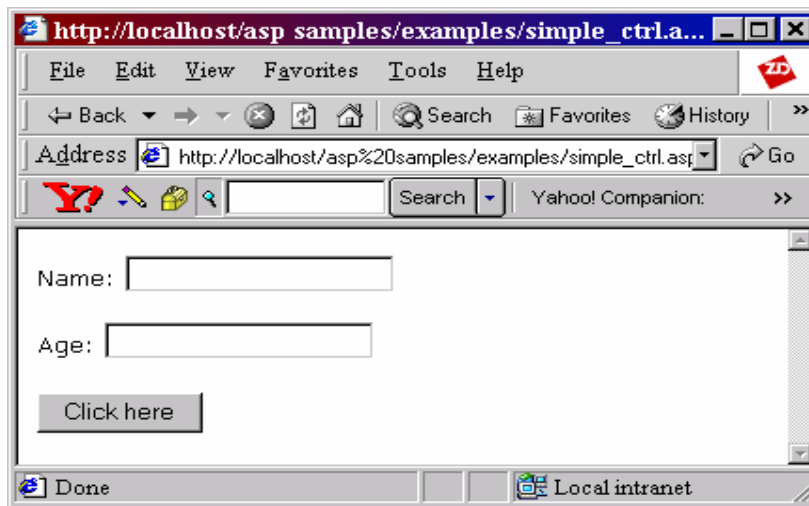 http://localhost/asp samples/examples/simple_ctrl.a...
File Edit View Favorites Tools Help
ZD
Back Search Favorites History »
Address http://localhost/asp%20samples/examples/simple_ctrl.asp Go
Y! Search Yahoo! Companion: »
Name:
Age:
Click here
Done Local intranet